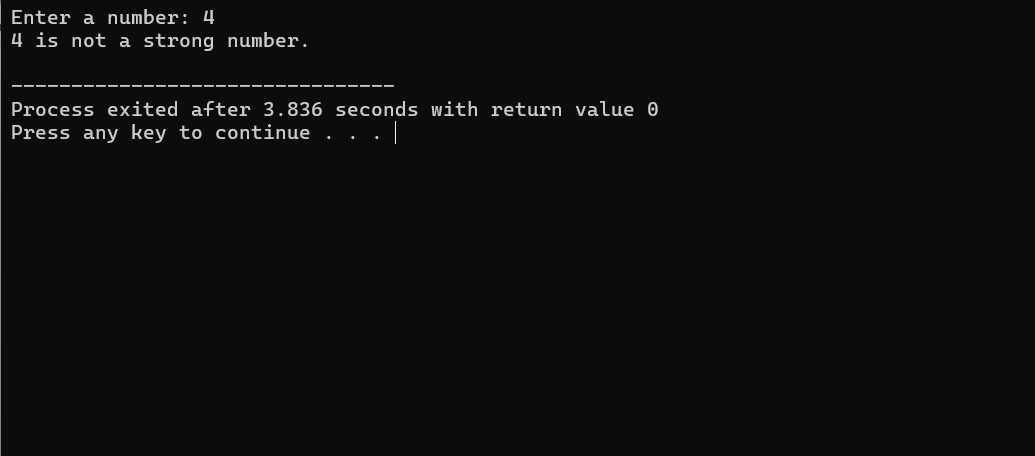 Enter a number: 4
4 is not a strong number.
--------------------------------
Process exited after 3.836 seconds with return value 0
Press any key to continue . . .